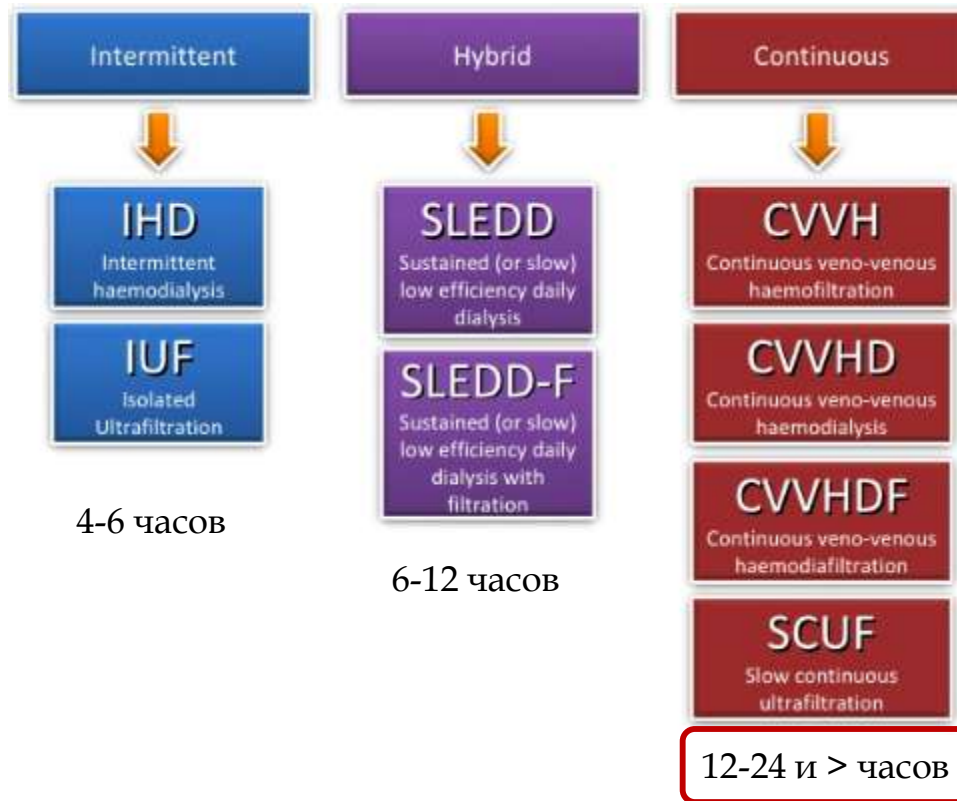 Intermittent
IHD
Intermittent
haemodialysis
IUF
Isolated
Ultrafiltration
4-6 часов
Hybrid
SLEDD
Sustained (or slow)
low efficiency daily
dialysis
SLEDD-F
Sustained (or slow)
low efficiency daily
dialysis with
filtration
6-12 часов
Continuous
CVVH
Continuous veno-venous
haemofiltration
CVVHD
Continuous veno-venous
haemodialysis
CVVHDF
Continuous veno-venous
haemodiafiltration
SCUF
Slow continuous
ultrafiltration
12-24 и > часов